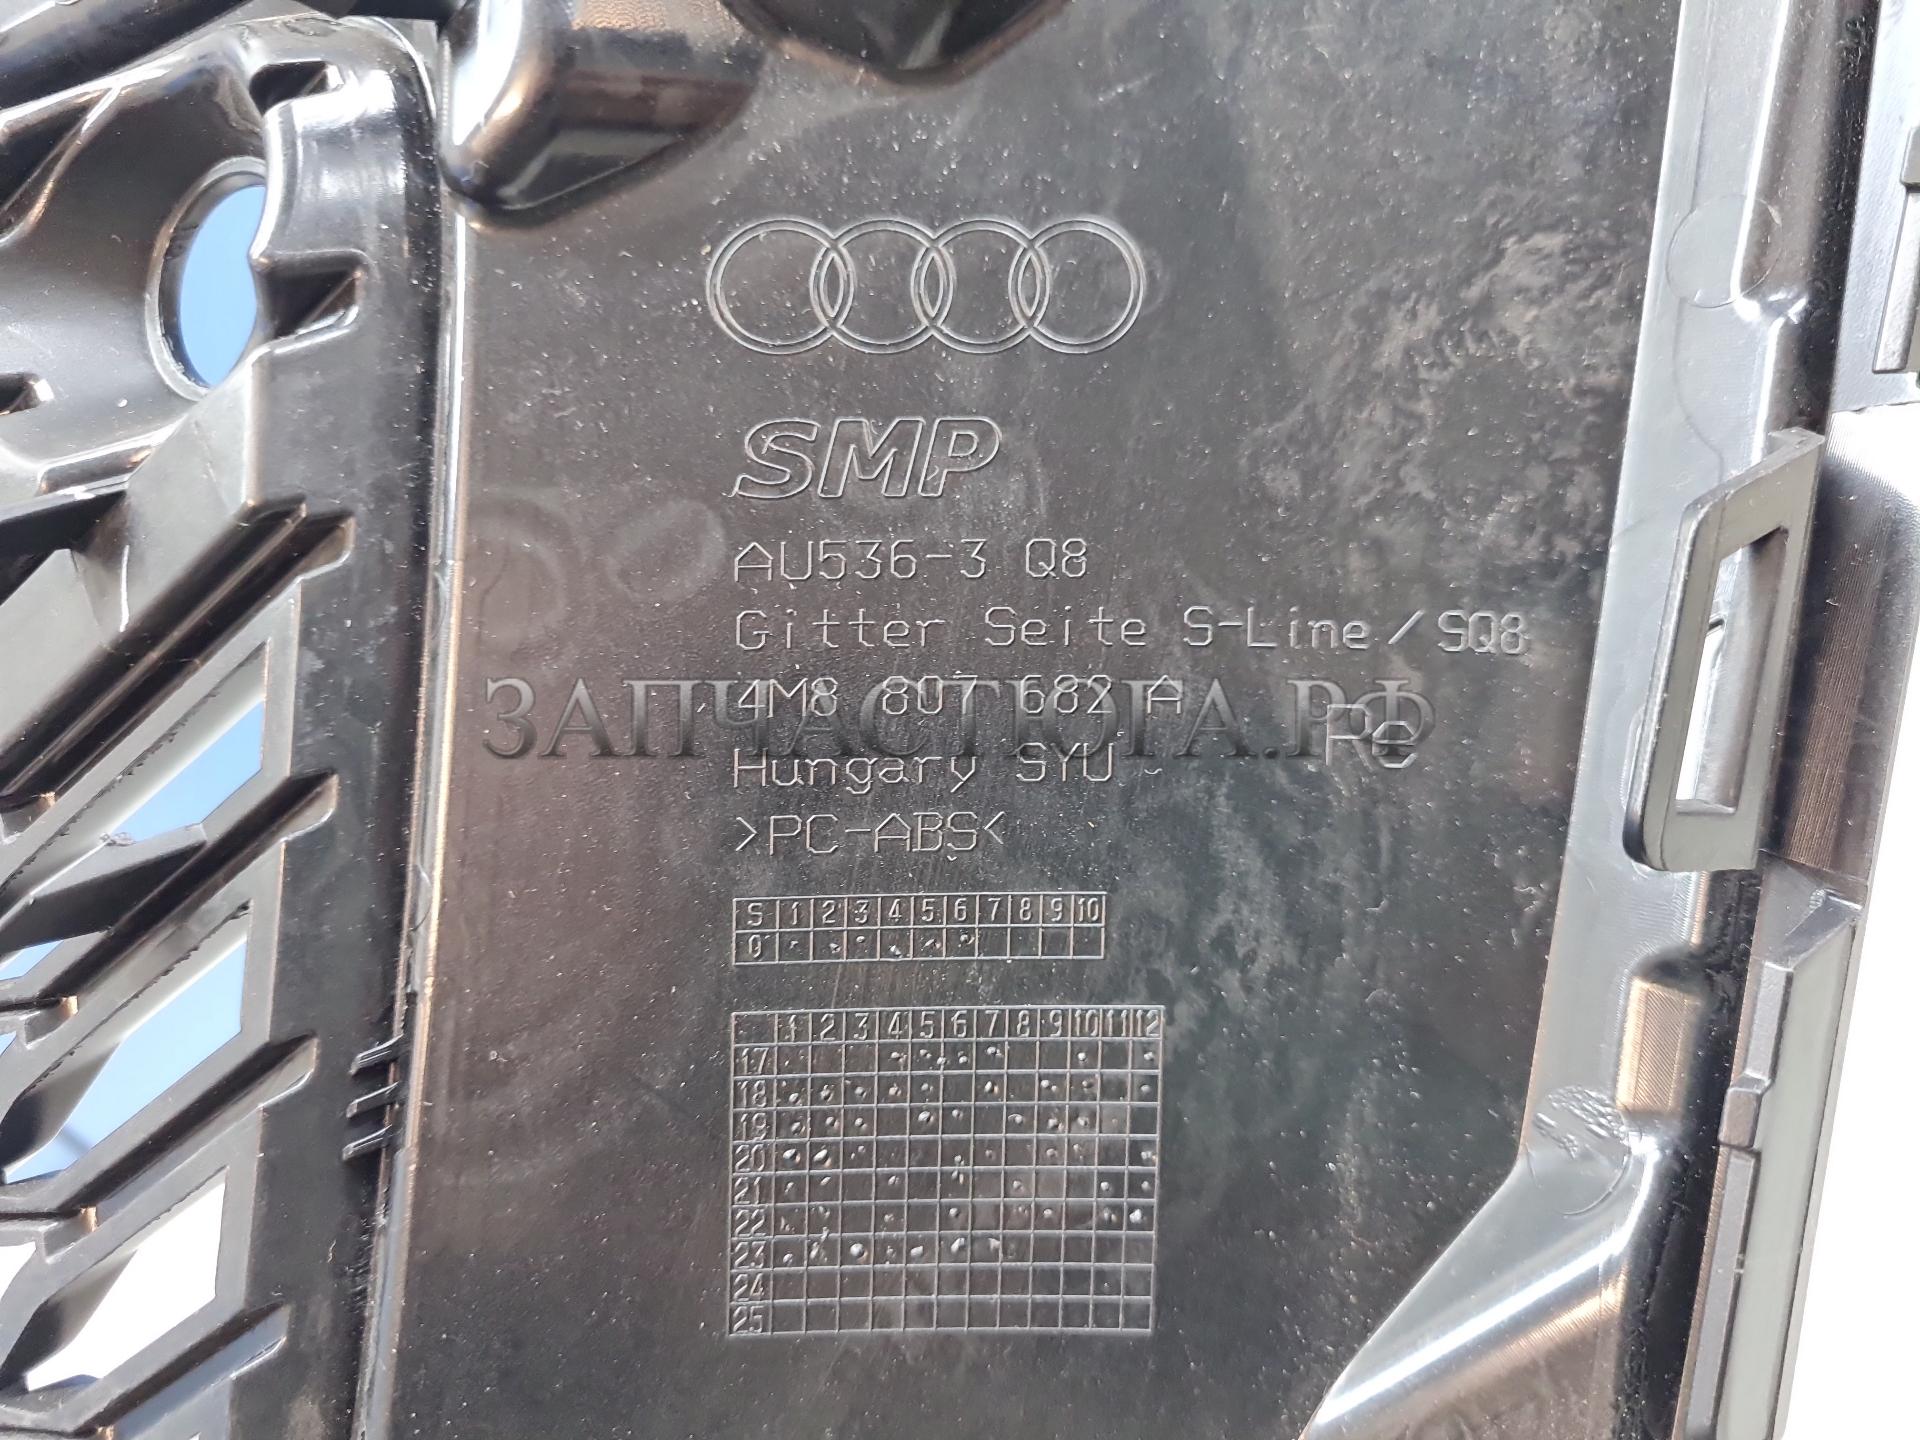 SMP
AU536-3 Q8
Gitter Seite S-Line/SQ8
4M8 807 682 A
ЗАПЧАСТЮГА.РФ
Re
Hungary SYU
>PC-ABS<
S 1 2 3 4 5 6 7 8 9 10
0
1 2 3 4 5 6 7 8 9 10 11 12
17
18
19
20
21
22
23
24
25